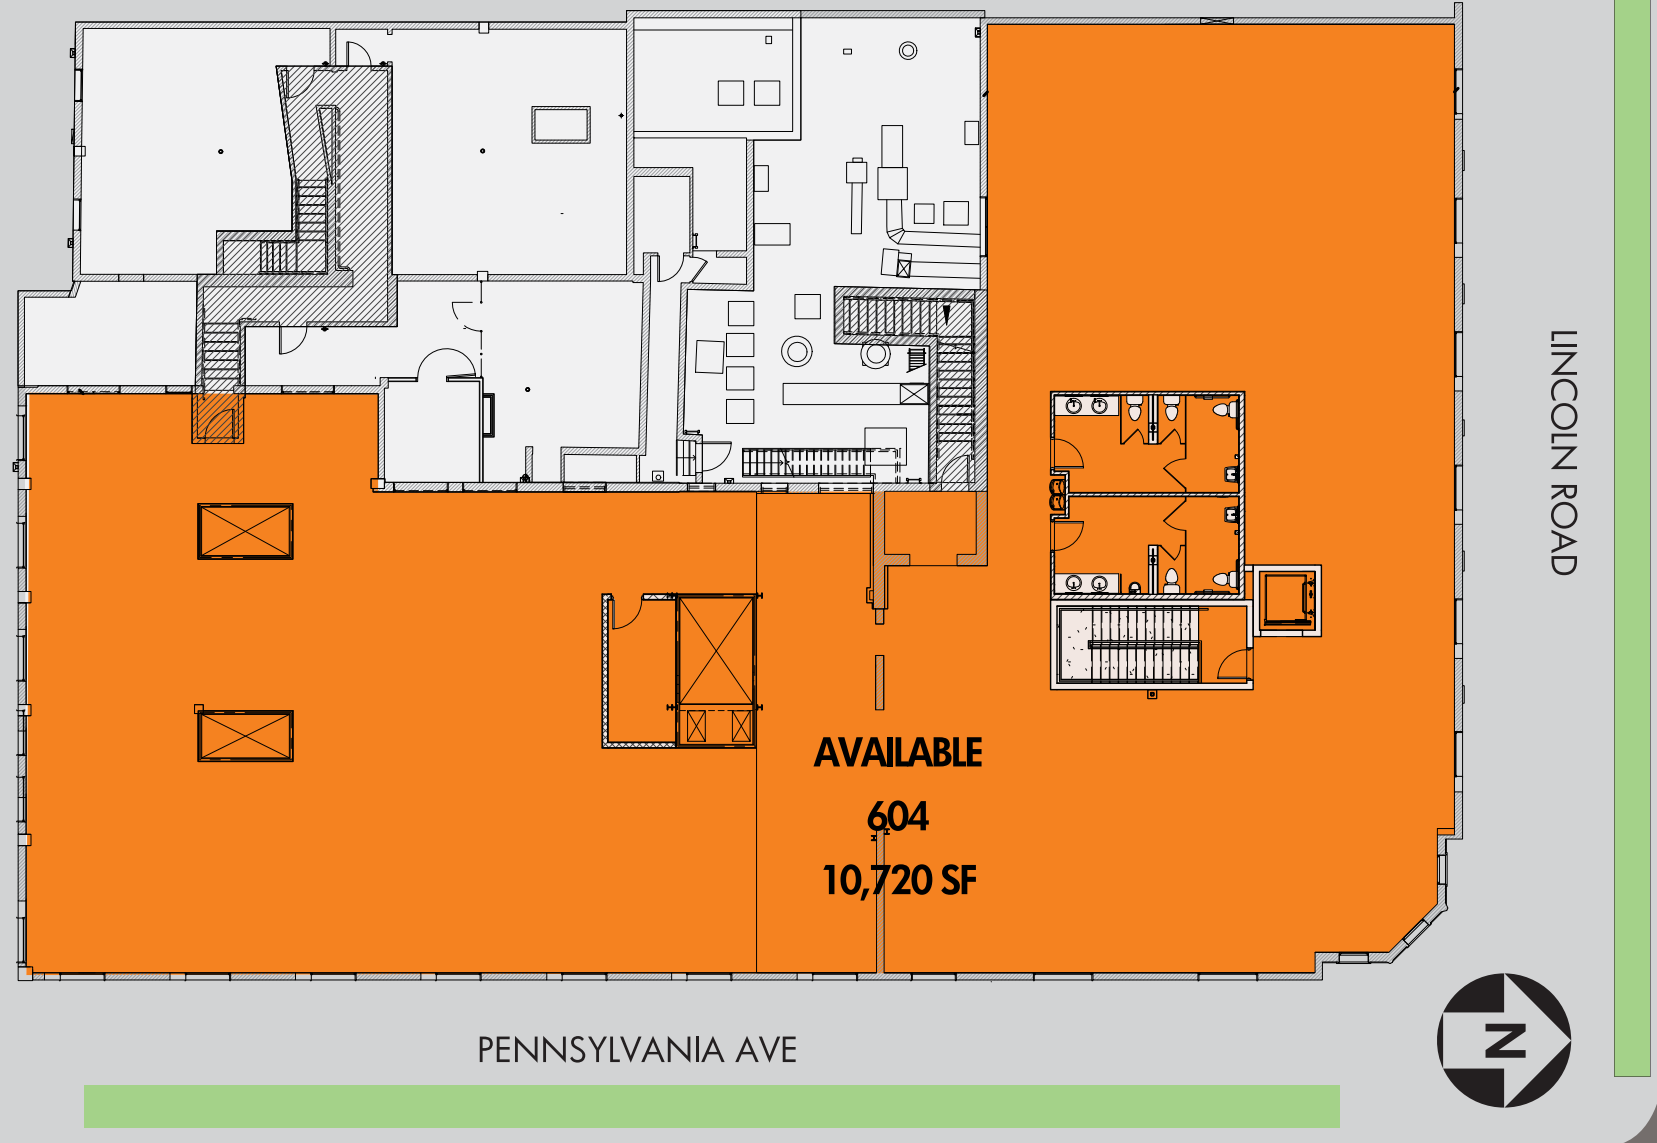 LINCOLN ROAD
AVAILABLE
604
10,720 SF
PENNSYLVANIA AVE
N